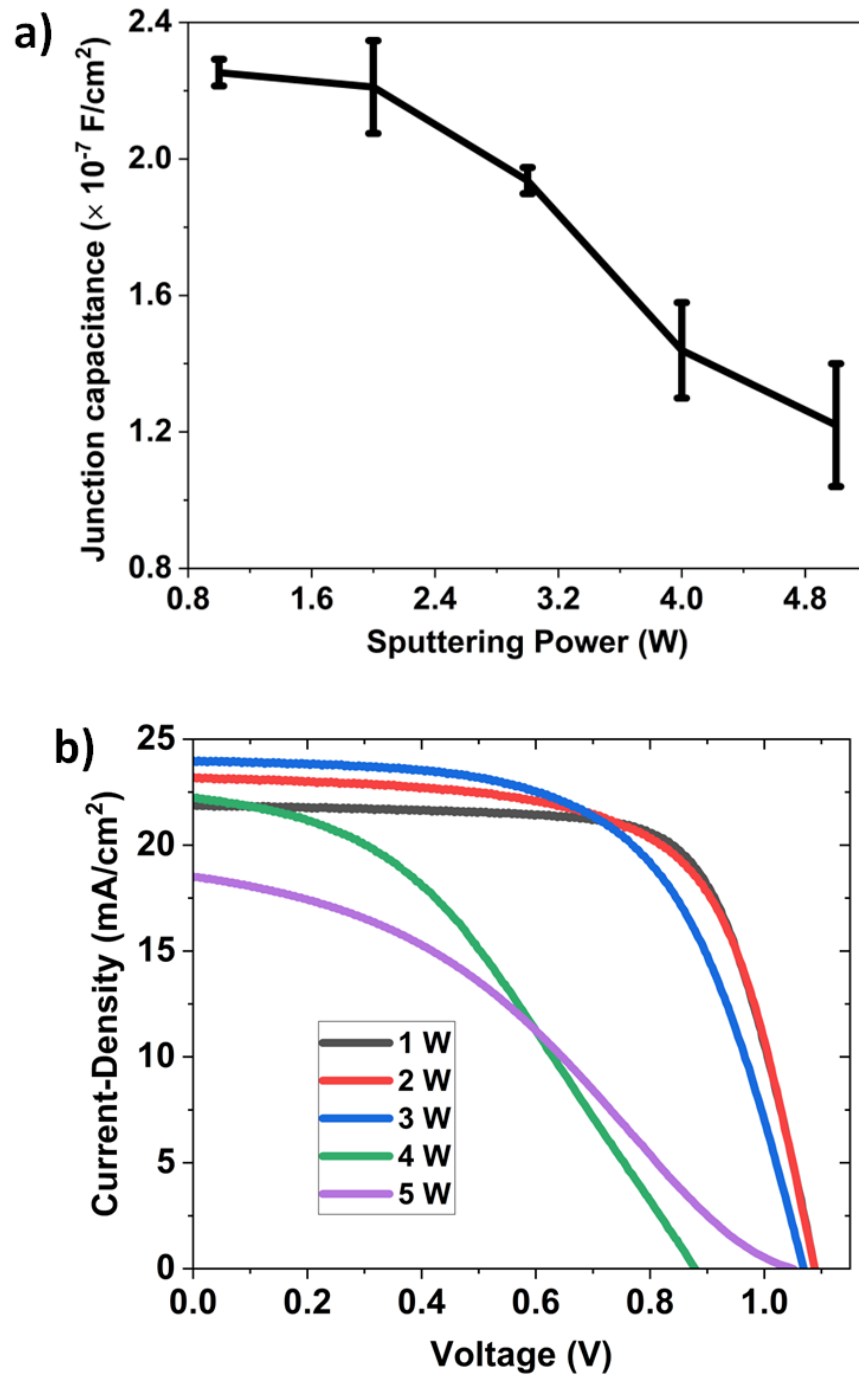 a)
Junction capacitance (× 10⁻⁷ F/cm²)
2.4
2.0
1.6
1.2
0.8
0.8 1.6 2.4 3.2 4.0 4.8
Sputtering Power (W)
b)
Current-Density (mA/cm²)
25
20
15
10
5
0
1 W
2 W
3 W
4 W
5 W
0.0 0.2 0.4 0.6 0.8 1.0
Voltage (V)